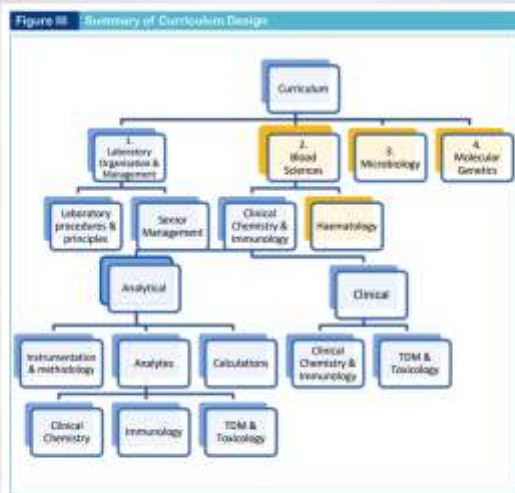 Figure III Summary of Curriculum Design
Curriculum
1.
Laboratory
Organisation &
Management
2.
Blood
Sciences
3.
Microbiology
4.
Molecular
Genetics
Laboratory
procedures &
principles
Senior
Management
Clinical
Chemistry &
Immunology
Haematology
Analytical
Clinical
Instrumentation
& methodology
Analytes
Calculations
Clinical
Chemistry &
Immunology
TDM &
Toxicology
Clinical
Chemistry
Immunology
TDM &
Toxicology